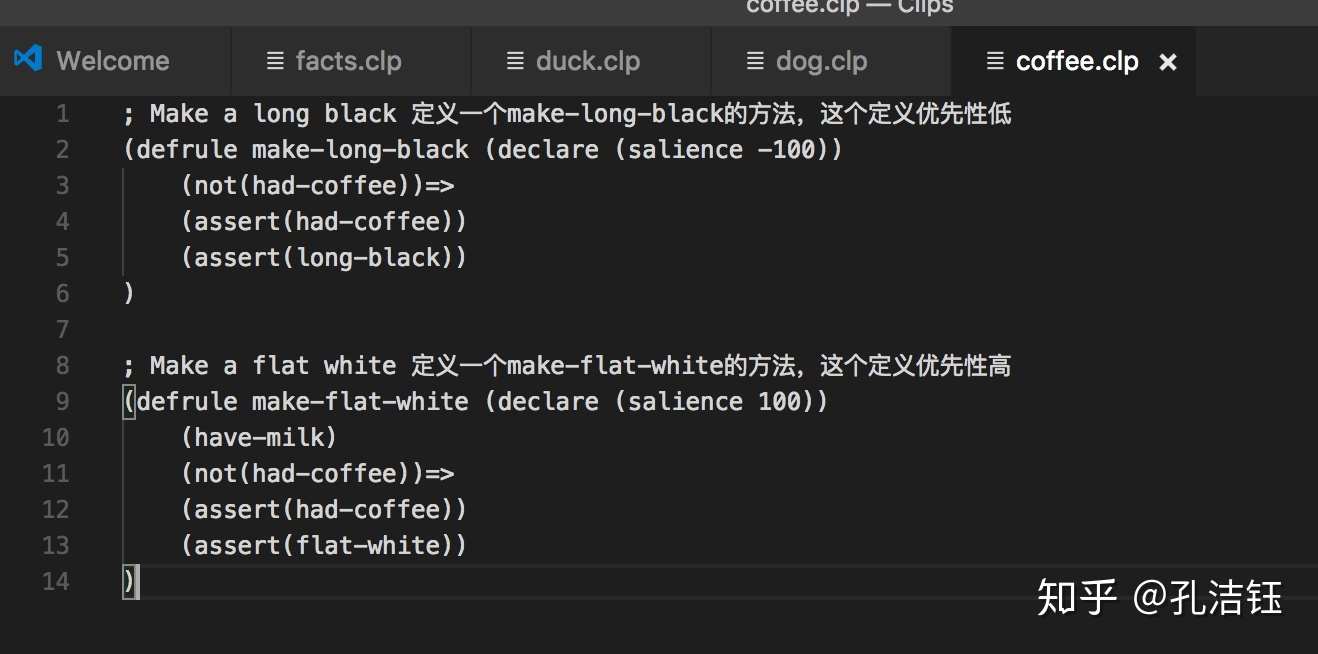 coffee.clp — Clips
Welcome facts.clp duck.clp dog.clp coffee.clp ×
1 ; Make a long black 定义一个make-long-black的方法，这个定义优先性低
2 (defrule make-long-black (declare (salience -100))
3 (not(had-coffee))=>
4 (assert(had-coffee))
5 (assert(long-black))
6 )
7
8 ; Make a flat white 定义一个make-flat-white的方法，这个定义优先性高
9 (defrule make-flat-white (declare (salience 100))
10 (have-milk)
11 (not(had-coffee))=>
12 (assert(had-coffee))
13 (assert(flat-white))
14 )
知乎 @孔洁钰